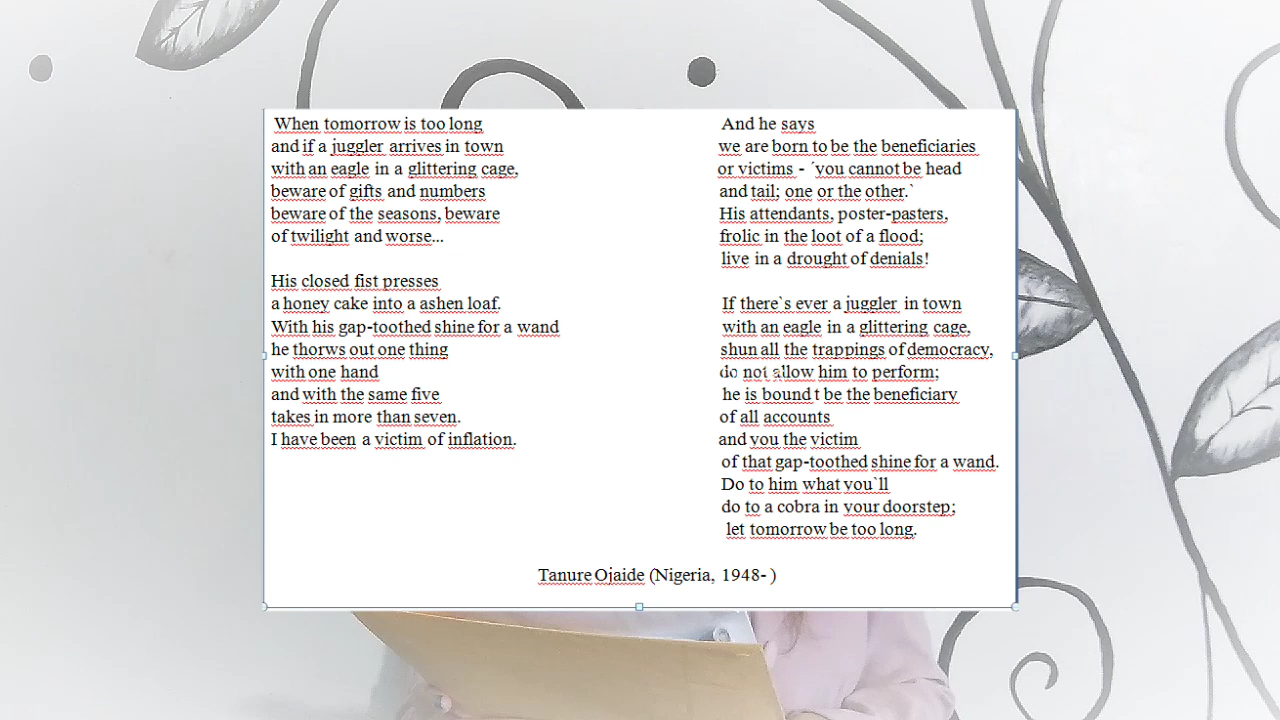 When tomorrow is too long
and if a juggler arrives in town
with an eagle in a glittering cage,
beware of gifts and numbers
beware of the seasons, beware
of twilight and worse...
His closed fist presses
a honey cake into a ashen loaf.
With his gap-toothed shine for a wand
he thorws out one thing
with one hand
and with the same five
takes in more than seven.
I have been a victim of inflation.
And he says
we are born to be the beneficiaries
or victims - ´you cannot be head
and tail; one or the other.`
His attendants, poster-pasters,
frolic in the loot of a flood;
live in a drought of denials!
If there`s ever a juggler in town
with an eagle in a glittering cage,
shun all the trappings of democracy,
do not allow him to perform;
he is bound t be the beneficiary
of all accounts
and you the victim
of that gap-toothed shine for a wand.
Do to him what you`ll
do to a cobra in your doorstep;
let tomorrow be too long.
Tanure Ojaide (Nigeria, 1948- )